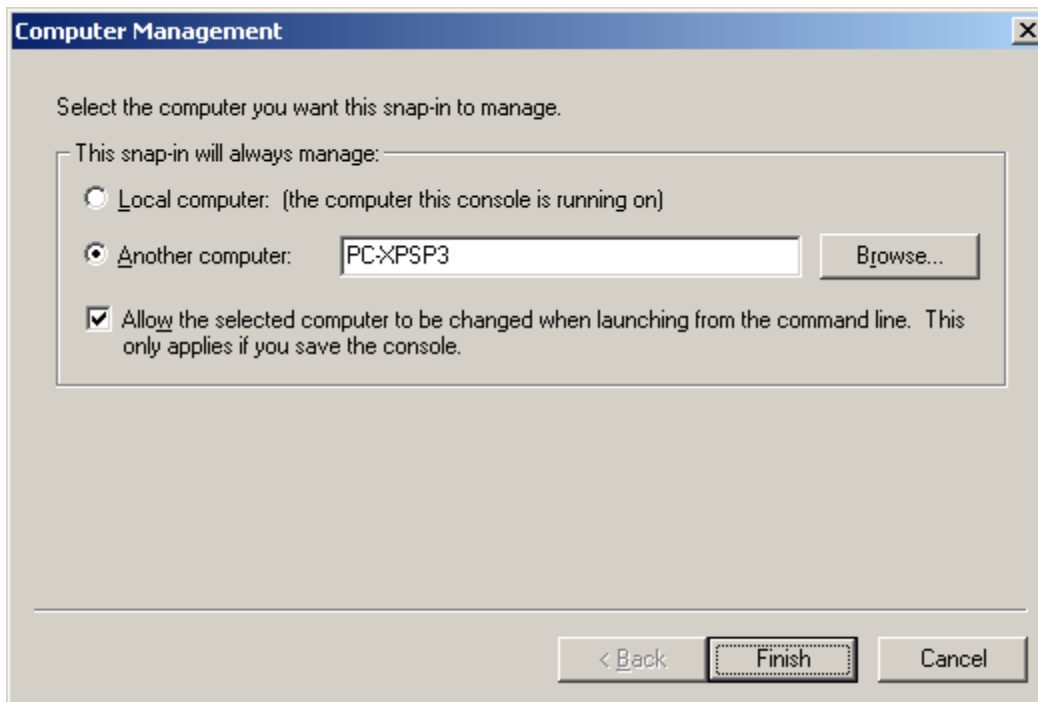 Computer Management
Select the computer you want this snap-in to manage.
This snap-in will always manage:
Local computer: (the computer this console is running on)
Another computer: PC-XPSP3 Browse...
Allow the selected computer to be changed when launching from the command line. This
only applies if you save the console.
< Back Finish Cancel